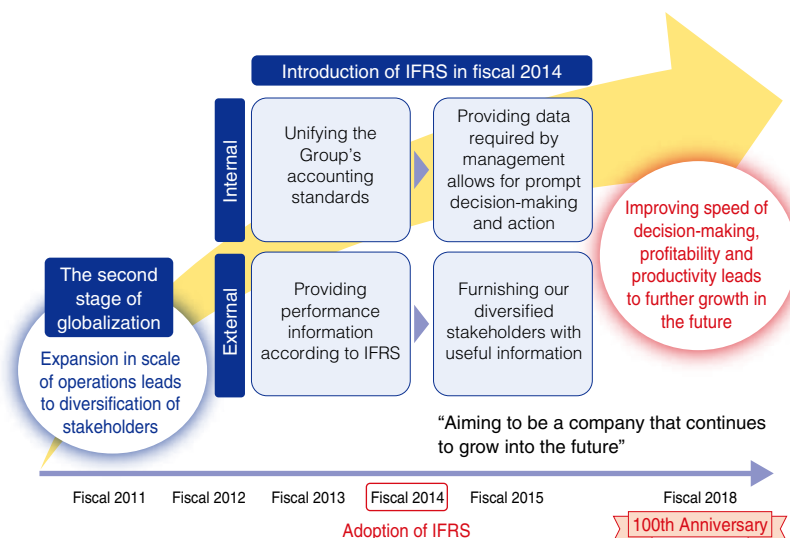 Introduction of IFRS in fiscal 2014
Internal
Unifying the
Group’s
accounting
standards
Providing data
required by
management
allows for prompt
decision-making
and action
Improving speed of
decision-making,
profitability and
productivity leads
to further growth in
the future
The second
stage of
globalization
Expansion in scale
of operations leads
to diversification of
stakeholders
External
Providing
performance
information
according to IFRS
Furnishing our
diversified
stakeholders with
useful information
“Aiming to be a company that continues
to grow into the future”
Fiscal 2011 Fiscal 2012 Fiscal 2013 Fiscal 2014 Fiscal 2015 Fiscal 2018
Adoption of IFRS
100th Anniversary